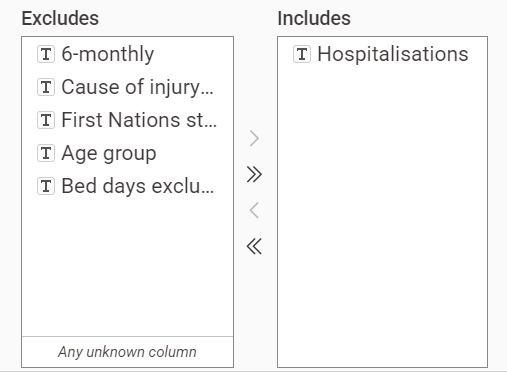 Excludes
Includes
T 6-monthly
T Cause of injury...
T First Nations st...
T Age group
T Bed days exclu...
Any unknown column
T Hospitalisations